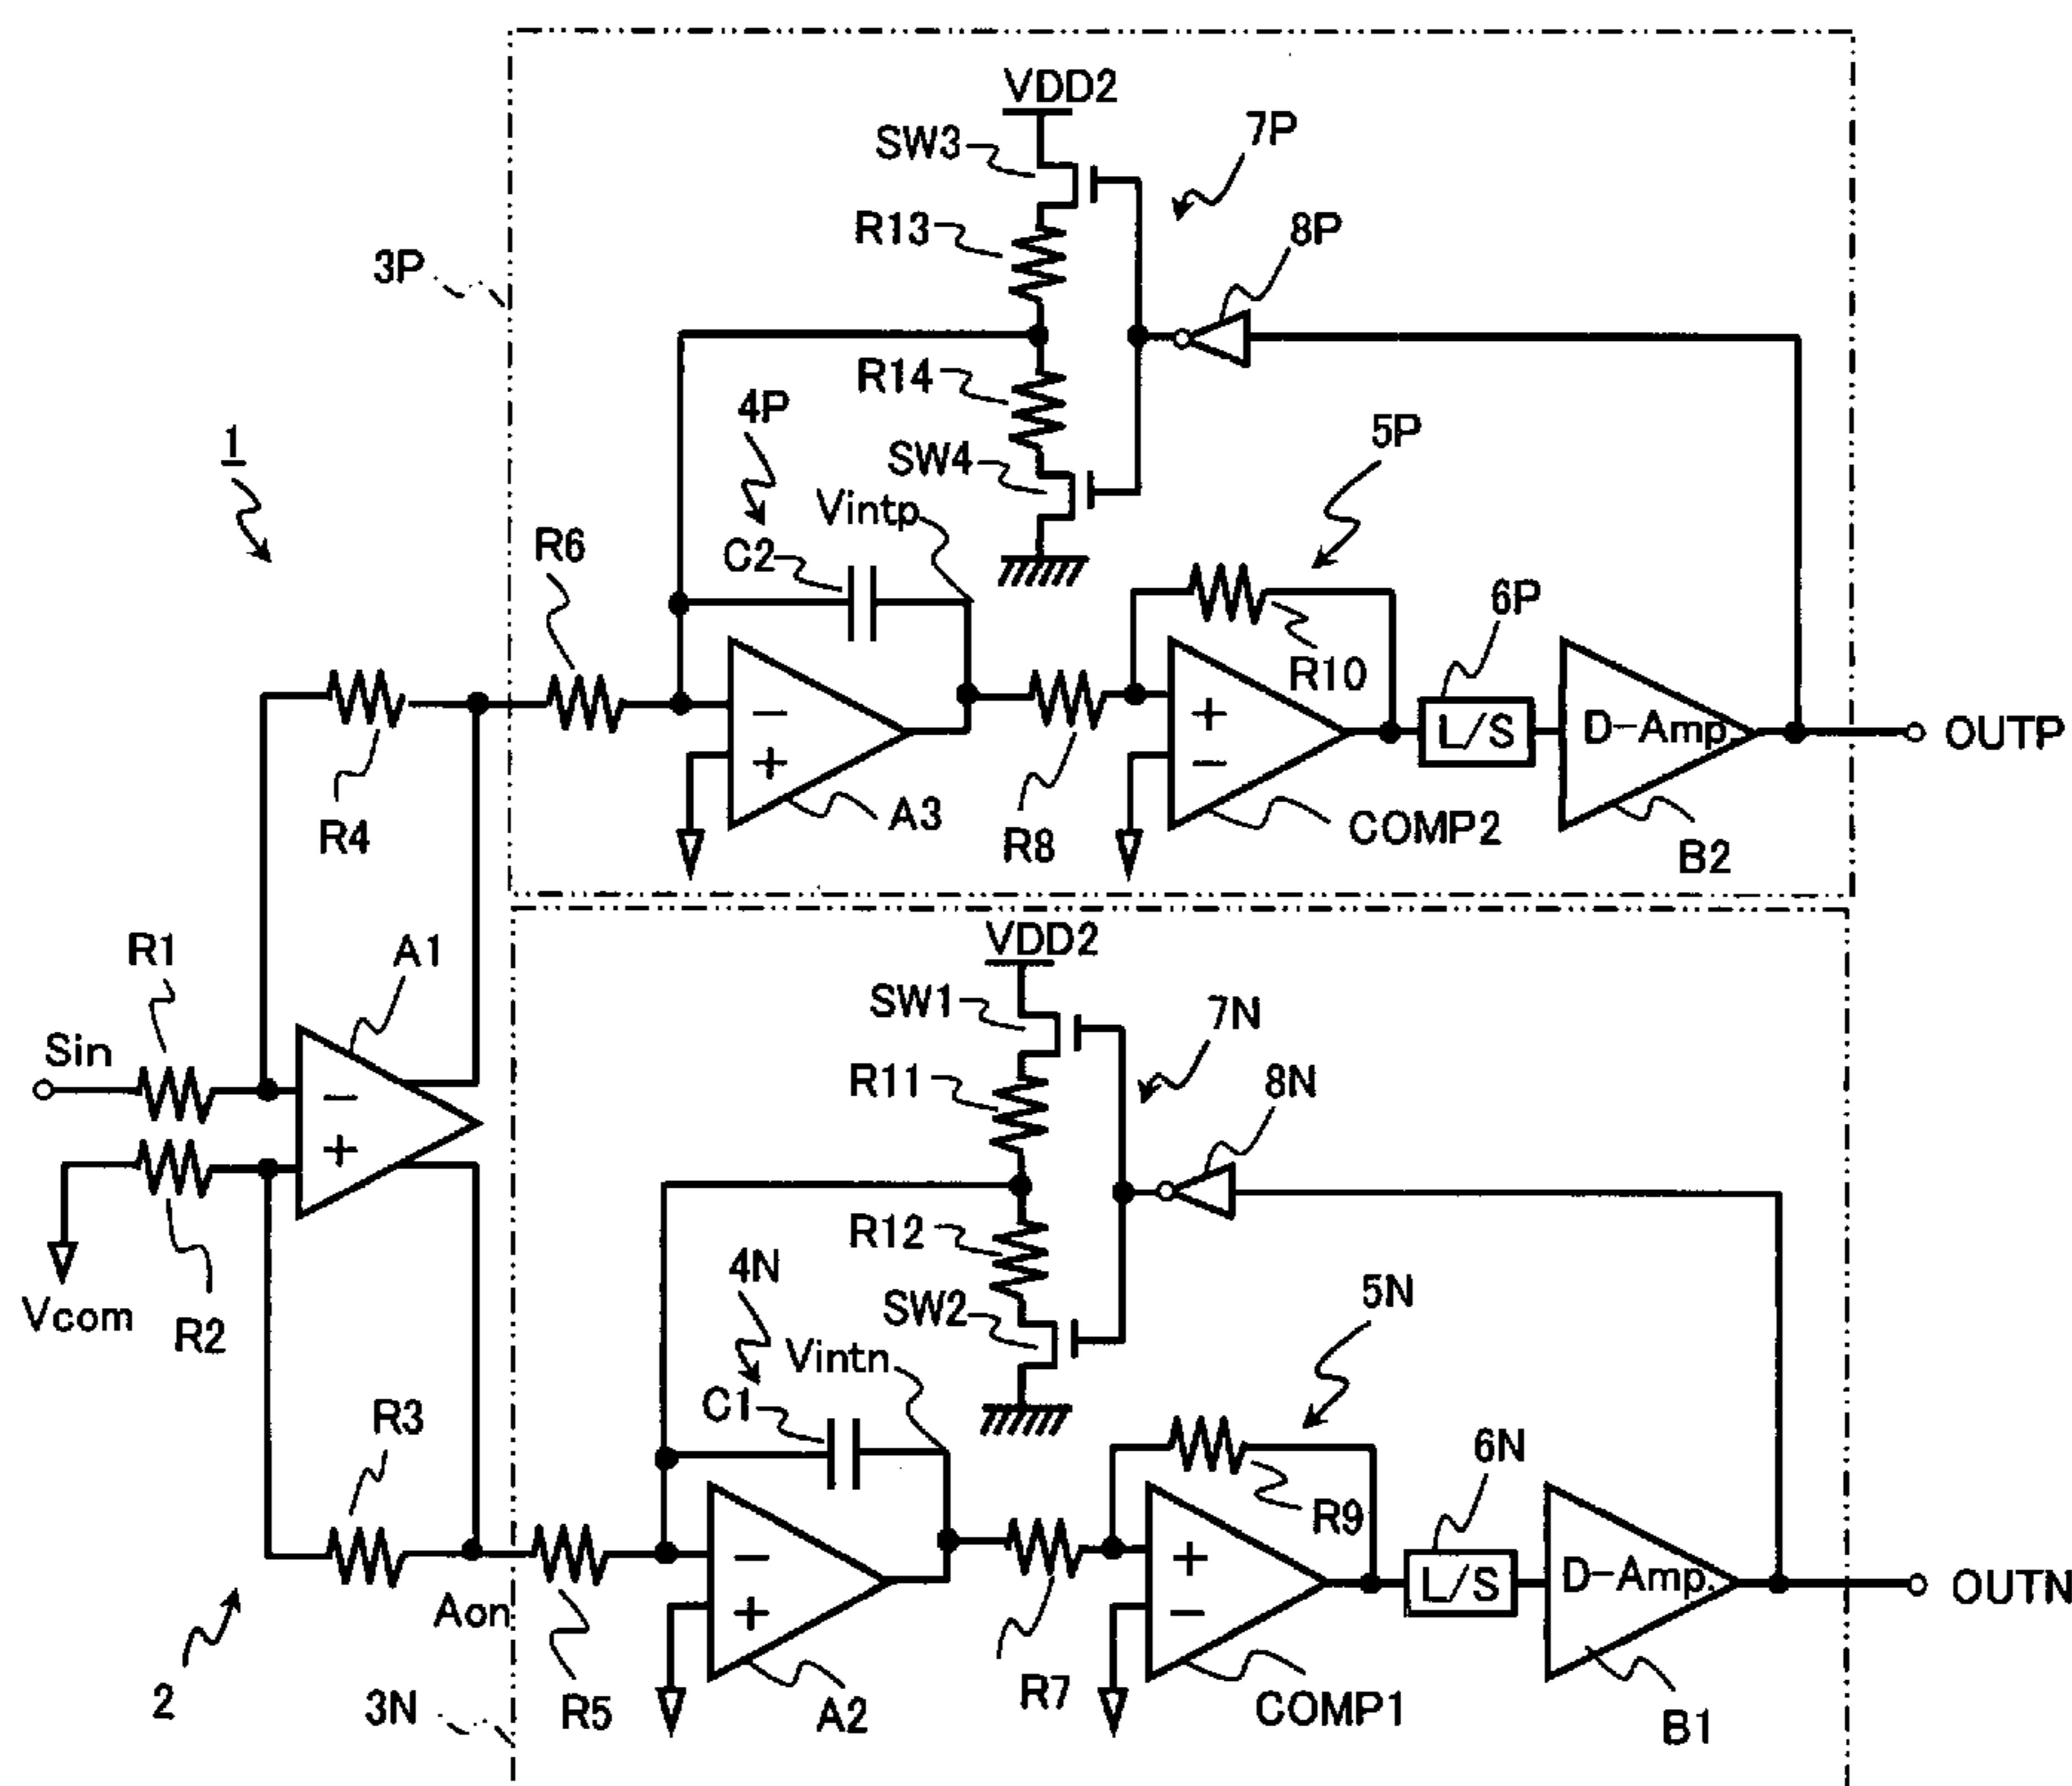 VDD2
SW3
7P
R13
8P
3P
R14
4P
5P
1
SW4
Vintp
R6
C2
6P
R10
L/S
D-Amp.
OUTP
−
+
+
−
A3
R4
R8
COMP2
B2
VDD2
R1
A1
SW1
7N
Sin
R11
8N
−
+
R12
4N
5N
Vcom
R2
SW2
Vintn
C1
R3
6N
R9
L/S
D-Amp.
OUTN
−
+
+
−
Aon
2
3N
R5
A2
R7
COMP1
B1